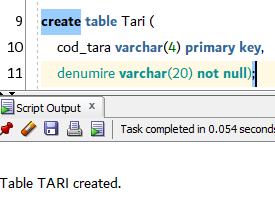 9 create table Tari (
10 cod_tara varchar(4) primary key,
11 denumire varchar(20) not null);
Script Output x
Task completed in 0.054 seconds
Table TARI created.